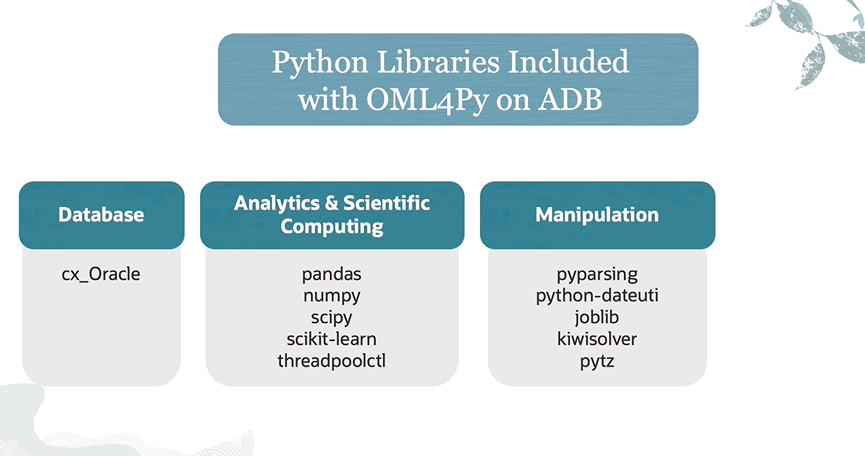 Python Libraries Included
with OML4Py on ADB
Database
cx_Oracle
Analytics & Scientific
Computing
pandas
numpy
scipy
scikit-learn
threadpoolctl
Manipulation
pyparsing
python-dateuti
joblib
kiwisolver
pytz